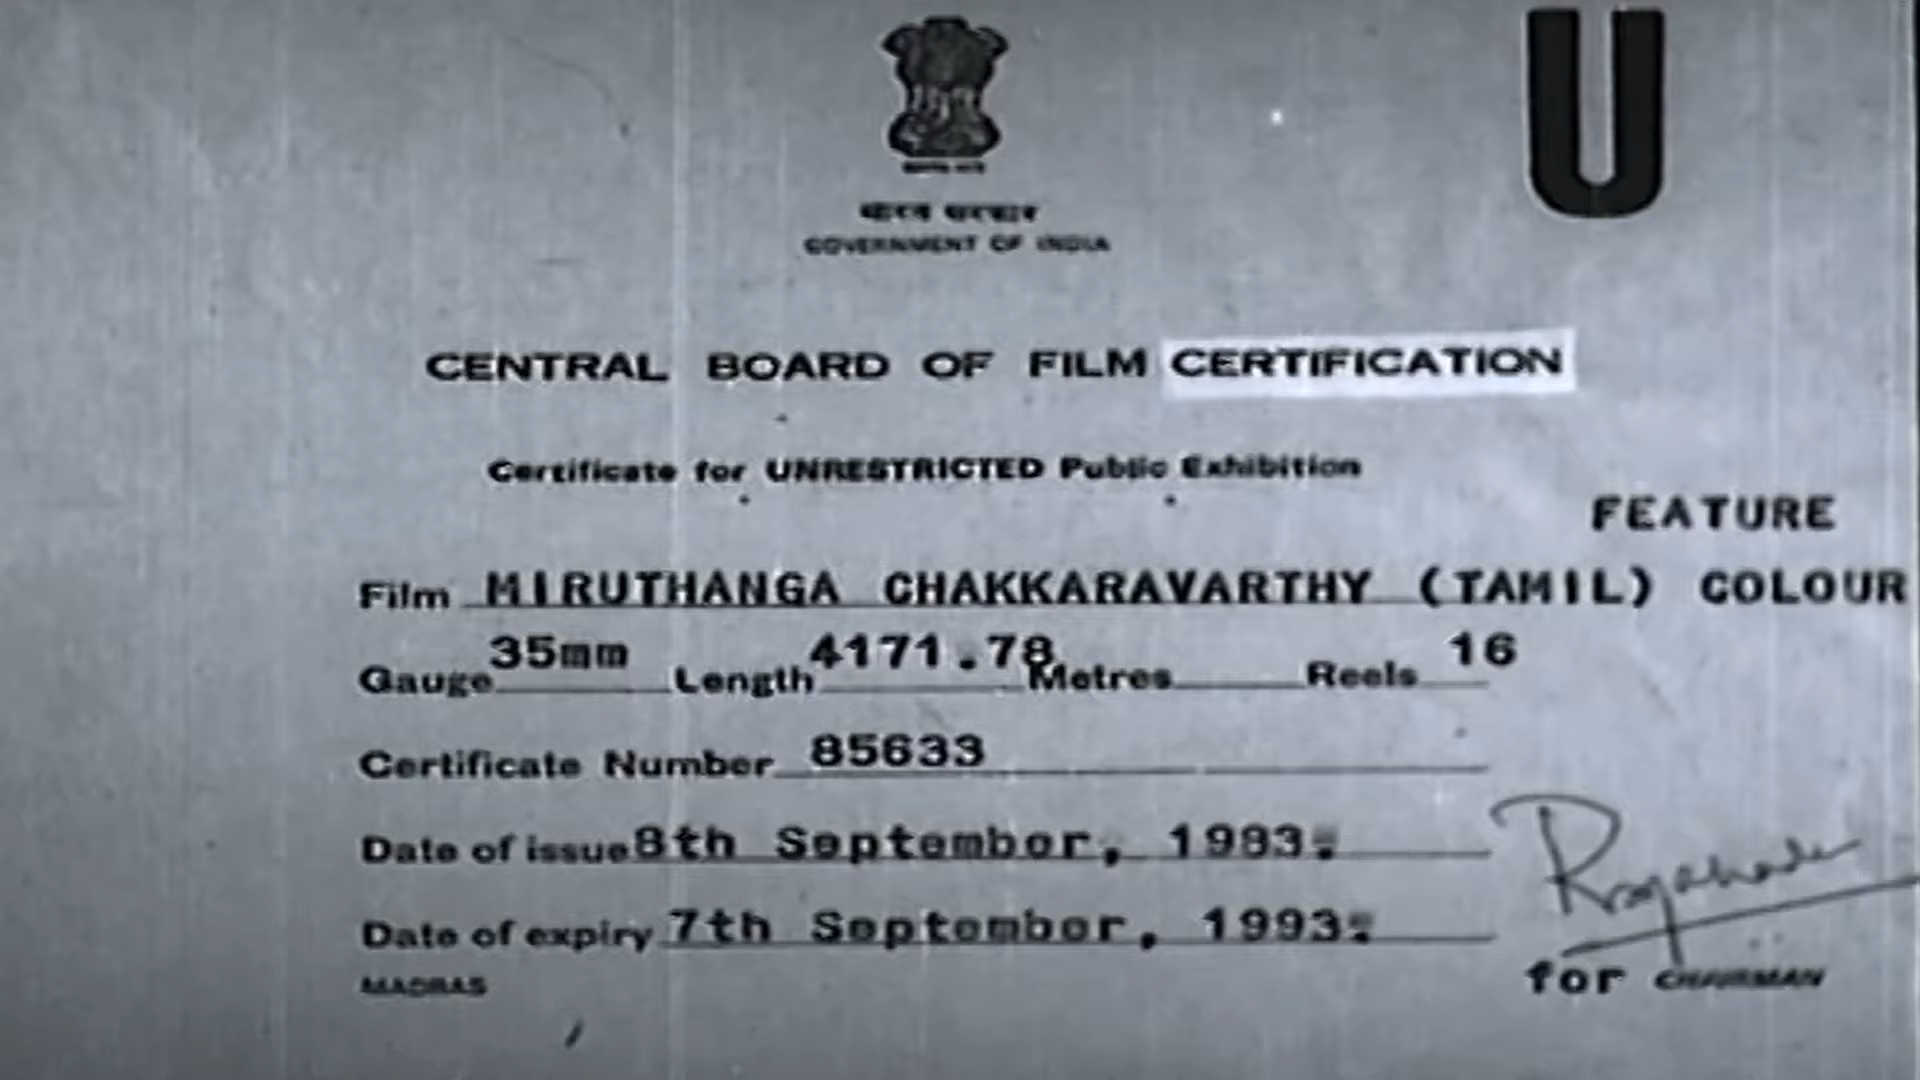 U
भारत सरकार
GOVERNMENT OF INDIA
CENTRAL BOARD OF FILM CERTIFICATION
Certificate for UNRESTRICTED Public Exhibition
FEATURE
Film MIRUTHANGA CHAKKARAVARTHY (TAMIL) COLOUR
Gauge 35mm Length 4171.78 Metres Reels 16
Certificate Number 85633
Date of issue 8th September, 1983.
Date of expiry 7th September, 1993.
MADRAS
for CHAIRMAN